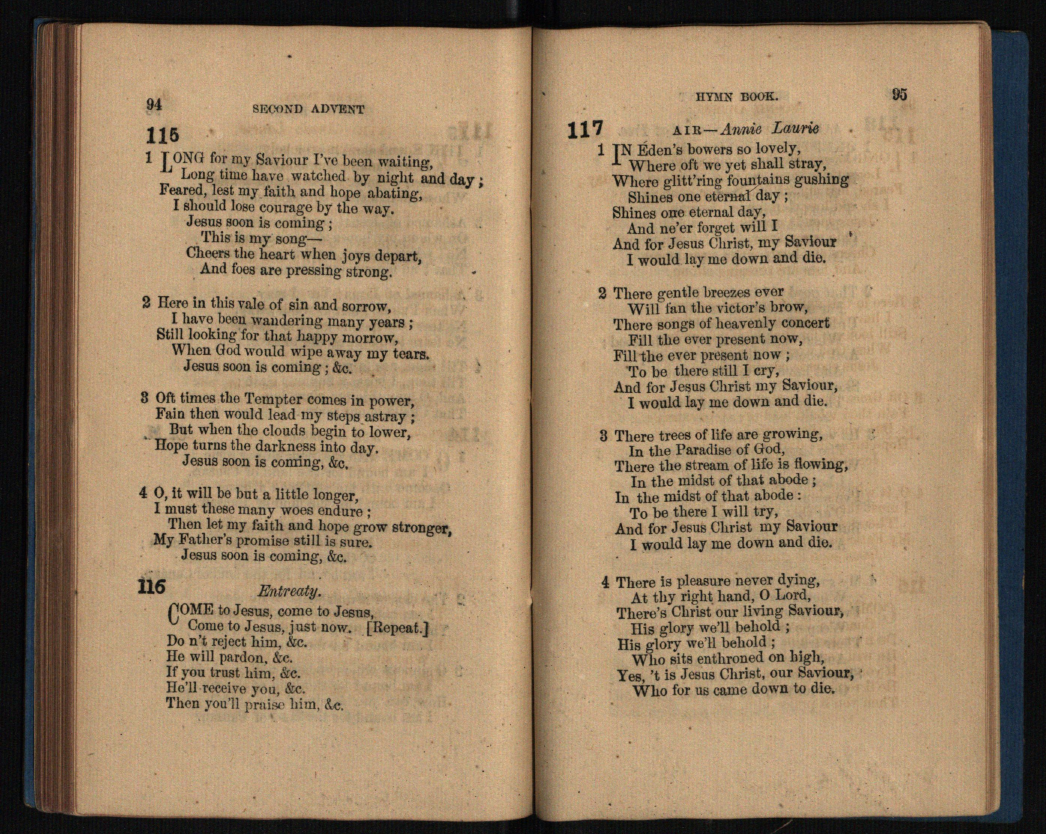 94
SECOND ADVENT
115
1 LONG for my Saviour I've been waiting,
Long time have watched by night and day;
Feared, lest my faith and hope abating,
I should lose courage by the way.
Jesus soon is coming;
This is my song—
Cheers the heart when joys depart,
And foes are pressing strong.
2 Here in this vale of sin and sorrow,
I have been wandering many years;
Still looking for that happy morrow,
When God would wipe away my tears.
Jesus soon is coming; &c.
3 Oft times the Tempter comes in power,
Fain then would lead my steps astray;
But when the clouds begin to lower,
Hope turns the darkness into day.
Jesus soon is coming, &c.
4 O, it will be but a little longer,
I must these many woes endure;
Then let my faith and hope grow stronger,
My Father's promise still is sure.
Jesus soon is coming, &c.
116 Entreaty.
COME to Jesus, come to Jesus,
Come to Jesus, just now. [Repeat.]
Do n't reject him, &c.
He will pardon, &c.
If you trust him, &c.
He'll receive you, &c.
Then you'll praise him, &c.
HYMN BOOK. 95
117 AIR—Annie Laurie
1 IN Eden's bowers so lovely,
Where oft we yet shall stray,
Where glitt'ring fountains gushing
Shines one eternal day;
Shines one eternal day,
And ne'er forget will I
And for Jesus Christ, my Saviour
I would lay me down and die.
2 There gentle breezes ever
Will fan the victor's brow,
There songs of heavenly concert
Fill the ever present now,
Fill the ever present now;
To be there still I cry,
And for Jesus Christ my Saviour,
I would lay me down and die.
3 There trees of life are growing,
In the Paradise of God,
There the stream of life is flowing,
In the midst of that abode;
In the midst of that abode:
To be there I will try,
And for Jesus Christ my Saviour
I would lay me down and die.
4 There is pleasure never dying,
At thy right hand, O Lord,
There's Christ our living Saviour,
His glory we'll behold;
His glory we'll behold;
Who sits enthroned on high,
Yes, 't is Jesus Christ, our Saviour,
Who for us came down to die.